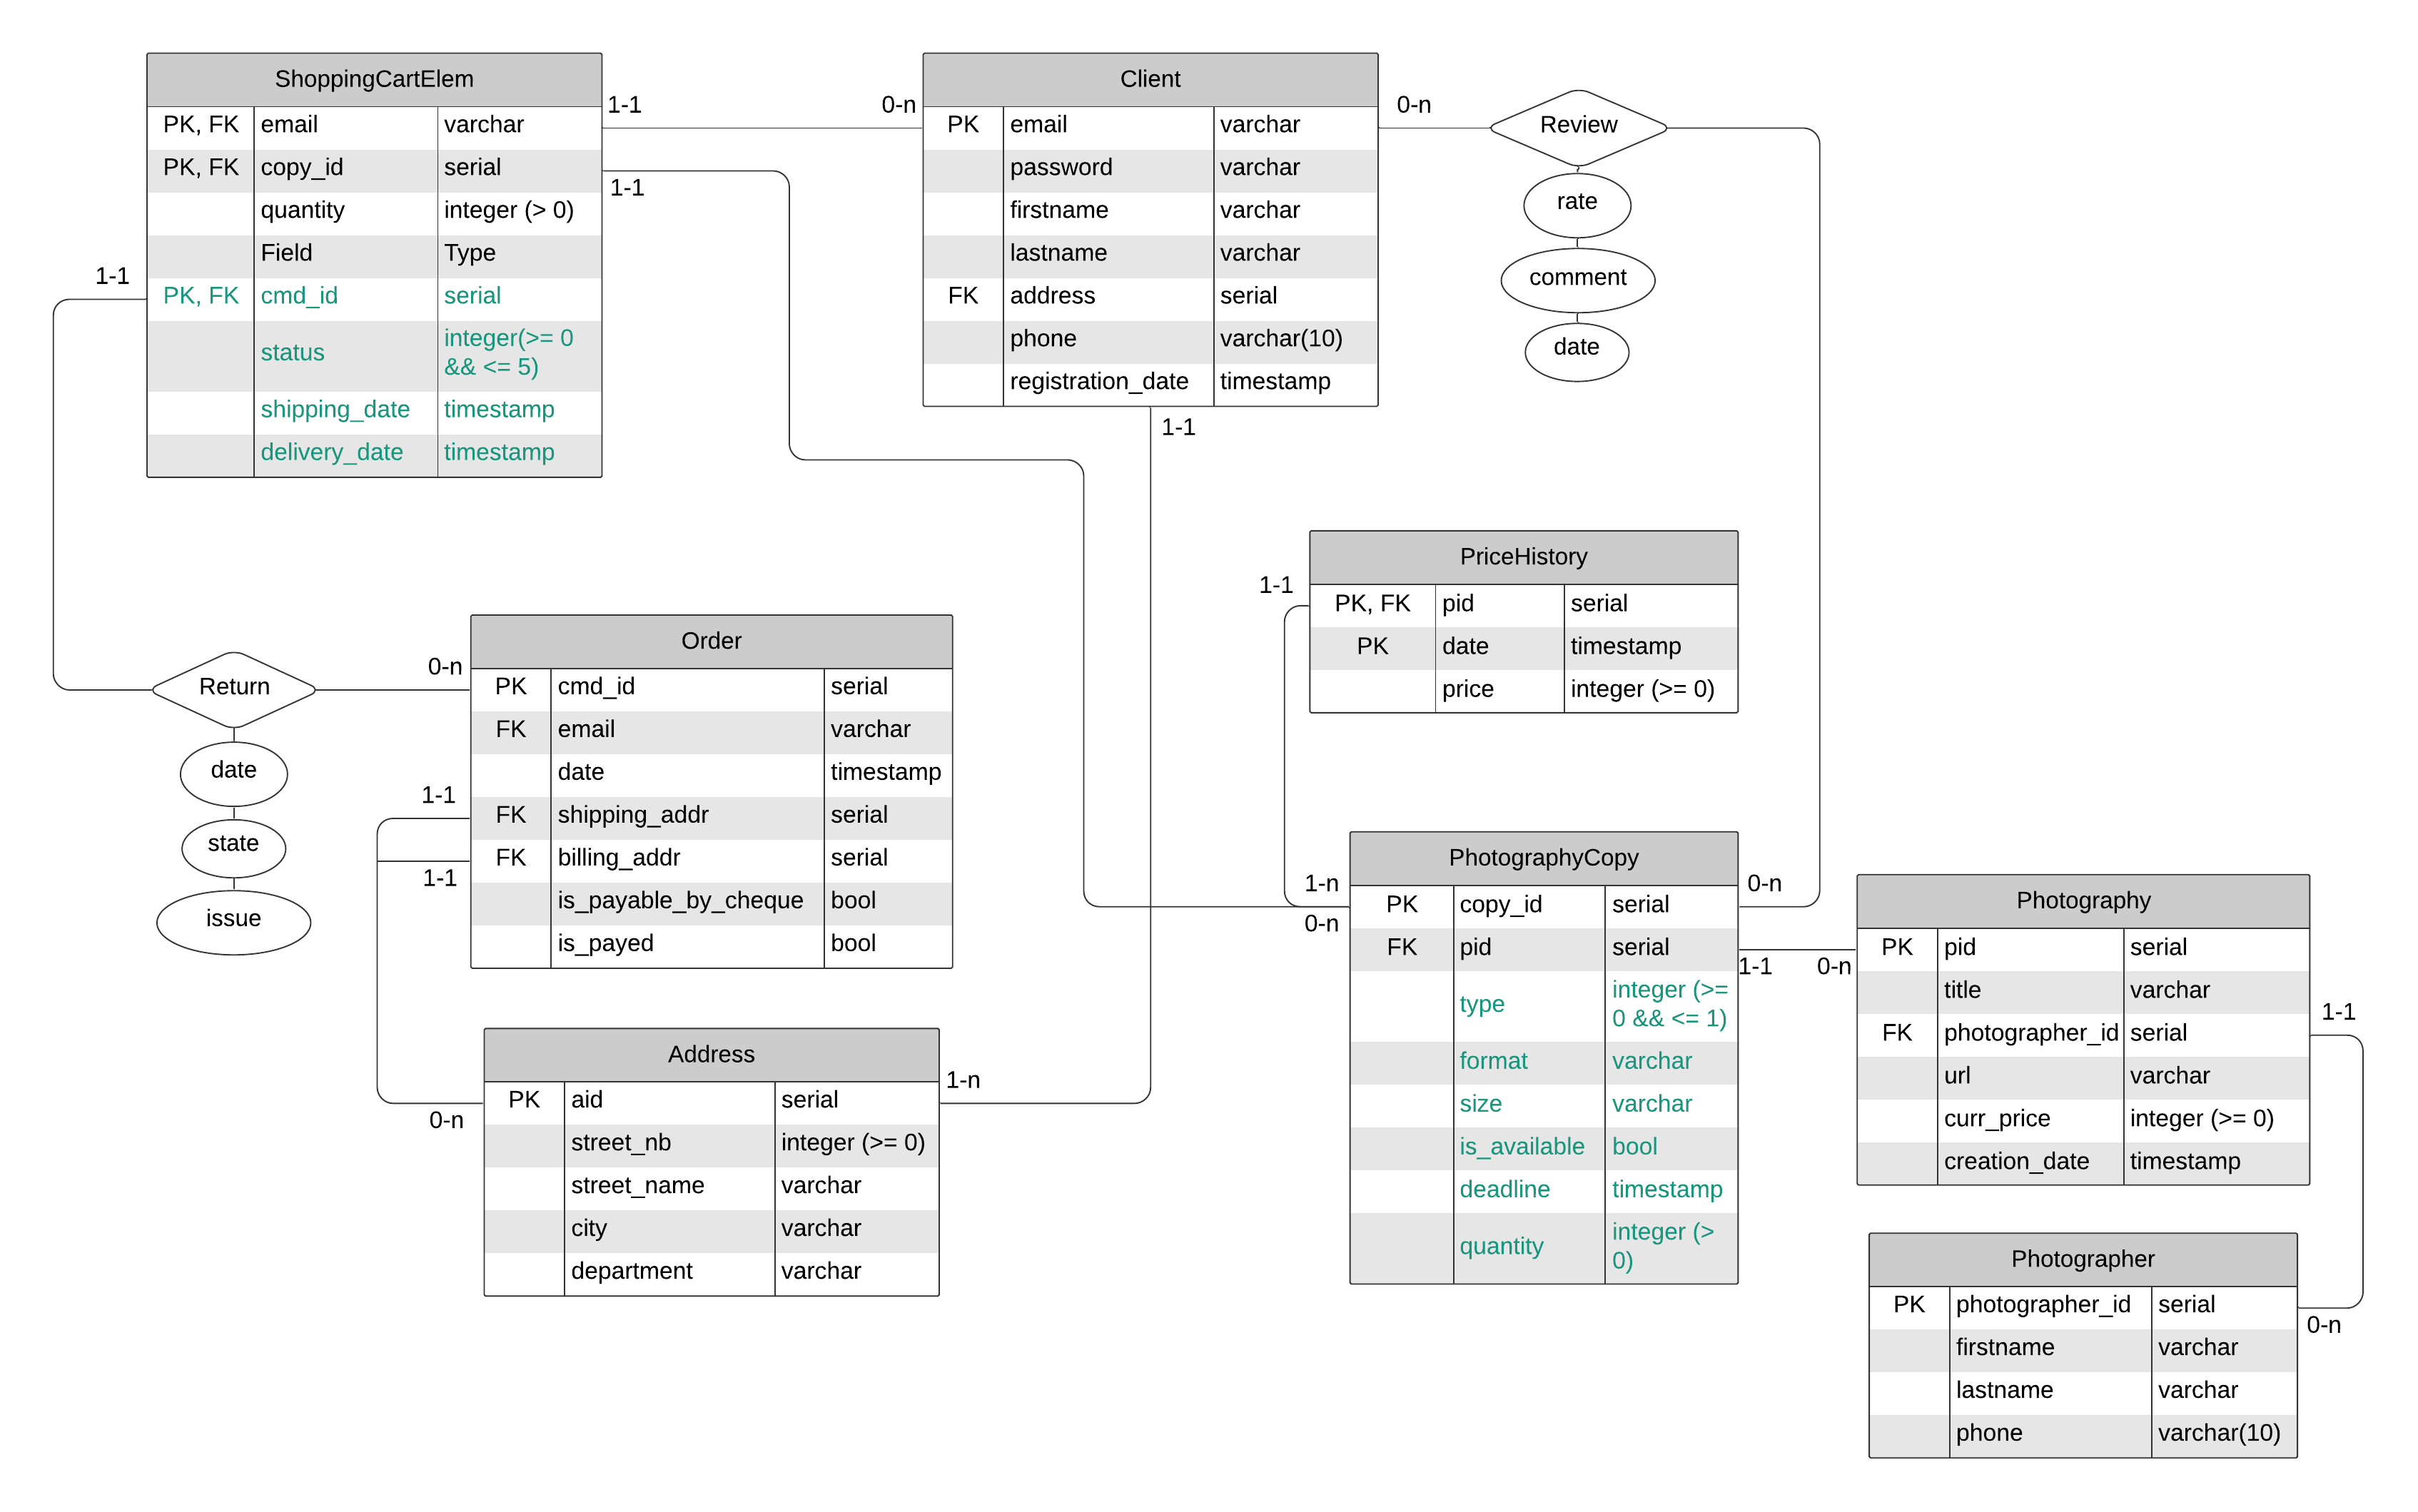 ShoppingCartElem
PK, FK email varchar
PK, FK copy_id serial
quantity integer (> 0)
Field Type
PK, FK cmd_id serial
status integer(>= 0
&& <= 5)
shipping_date timestamp
delivery_date timestamp
1-1
1-1
1-1
0-n
Client
PK email varchar
password varchar
firstname varchar
lastname varchar
FK address serial
phone varchar(10)
registration_date timestamp
0-n
1-1
Review
rate
comment
date
PriceHistory
1-1
PK, FK pid serial
PK date timestamp
price integer (>= 0)
Return
date
state
issue
0-n
Order
PK cmd_id serial
FK email varchar
date timestamp
FK shipping_addr serial
FK billing_addr serial
is_payable_by_cheque bool
is_payed bool
1-1
1-1
Address
PK aid serial
street_nb integer (>= 0)
street_name varchar
city varchar
department varchar
0-n
1-n
PhotographyCopy
1-n
0-n
0-n
PK copy_id serial
FK pid serial
type integer (>=
0 && <= 1)
format varchar
size varchar
is_available bool
deadline timestamp
quantity integer (>
0)
1-1
0-n
Photography
PK pid serial
title varchar
FK photographer_id serial
url varchar
curr_price integer (>= 0)
creation_date timestamp
1-1
Photographer
PK photographer_id serial
firstname varchar
lastname varchar
phone varchar(10)
0-n